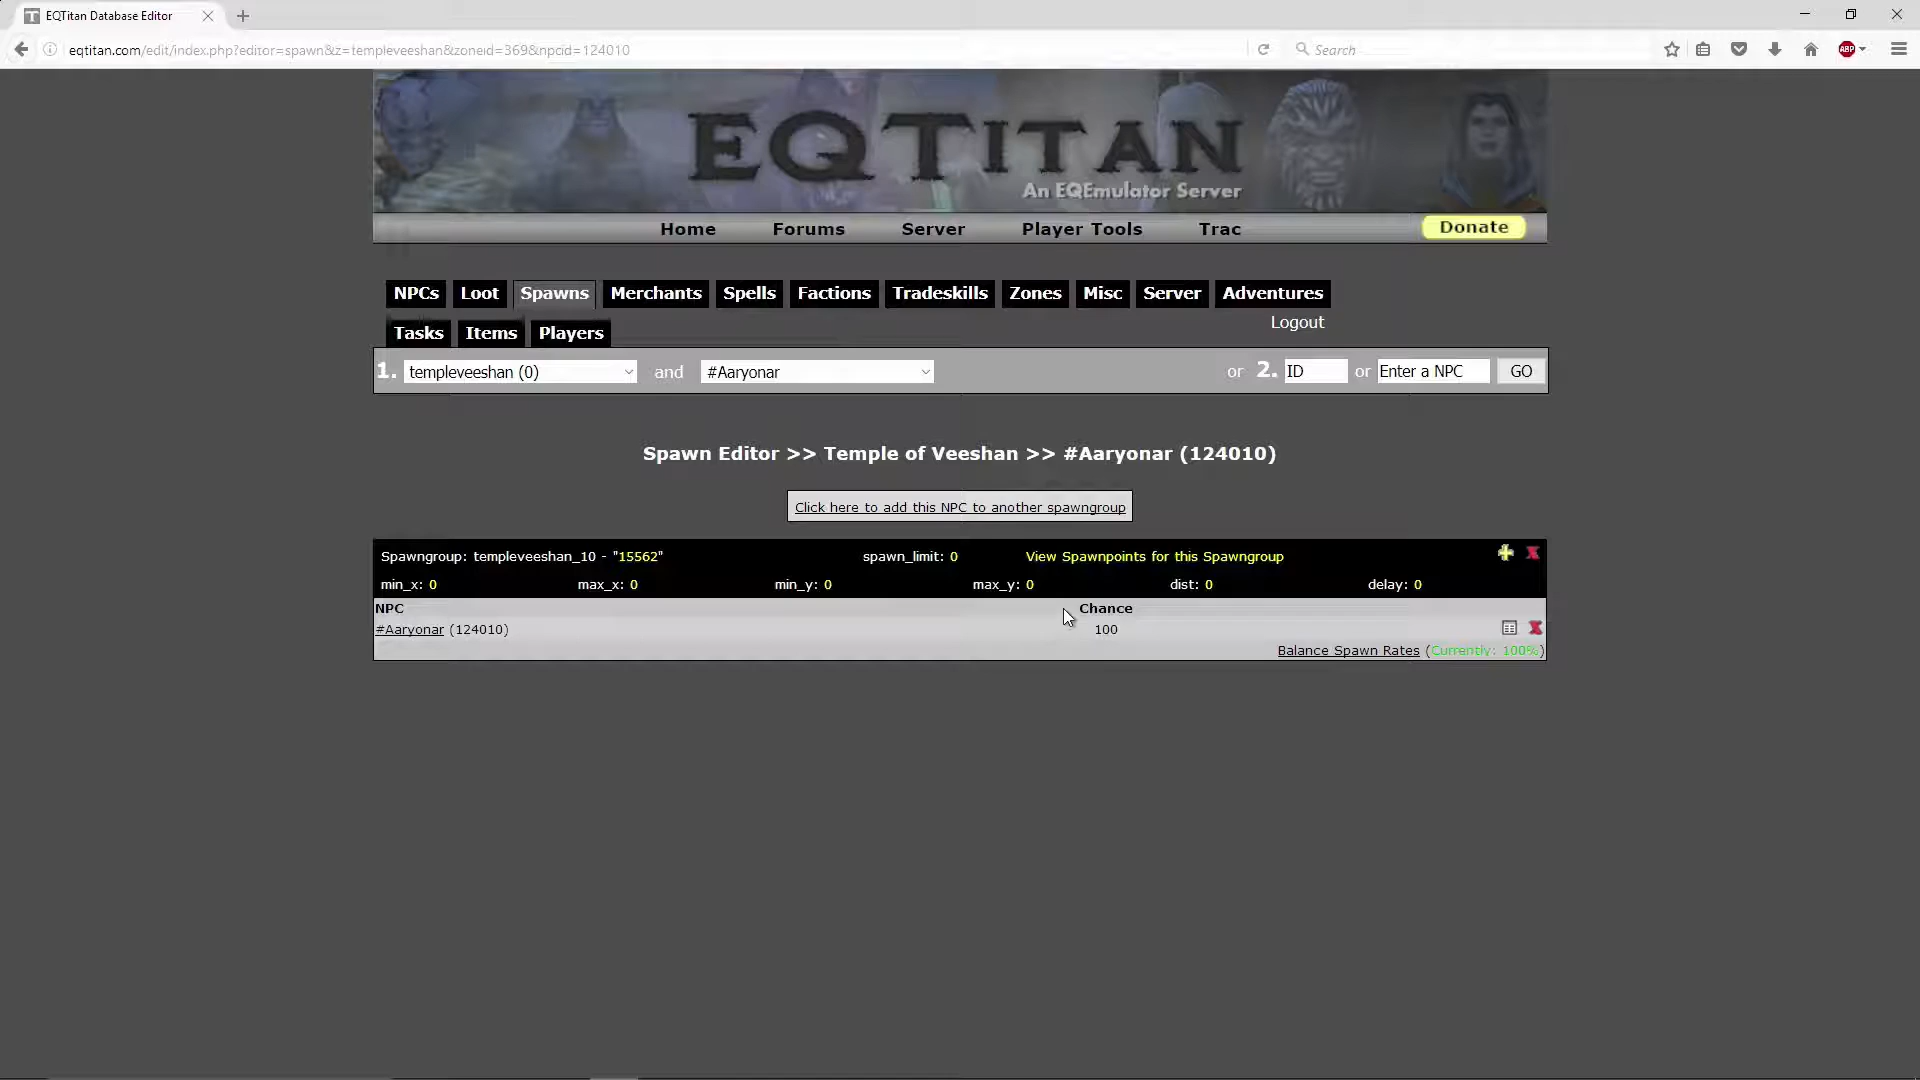 EQTitan Database Editor
eqtitan.com/edit/index.php?editor=spawn&z=templeveeshan&zoneid=369&npcid=124010
Search
ABP
EQTITAN
An EQEmulator Server
Home Forums Server Player Tools Trac Donate
NPCs Loot Spawns Merchants Spells Factions Tradeskills Zones Misc Server Adventures
Logout
Tasks Items Players
1. templeveeshan (0) and #Aaryonar or 2. ID or Enter a NPC GO
Spawn Editor >> Temple of Veeshan >> #Aaryonar (124010)
Click here to add this NPC to another spawngroup
Spawngroup: templeveeshan_10 - "15562" spawn_limit: 0 View Spawnpoints for this Spawngroup
min_x: 0 max_x: 0 min_y: 0 max_y: 0 dist: 0 delay: 0
NPC Chance
#Aaryonar (124010) 100
Balance Spawn Rates (Currently: 100%)